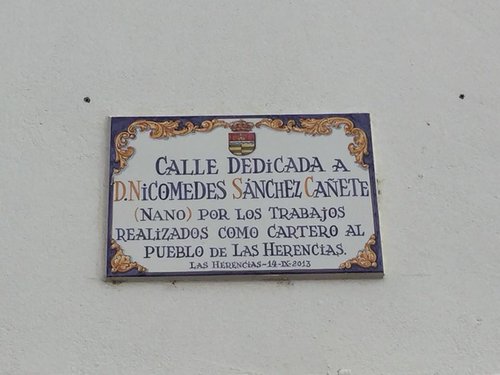 CALLE DEDICADA A
D. NICOMEDES SÁNCHEZ CAÑETE
(NANO) POR LOS TRABAJOS
REALIZADOS COMO CARTERO AL
PUEBLO DE LAS HERENCIAS.
LAS HERENCIAS-14-IX-2013